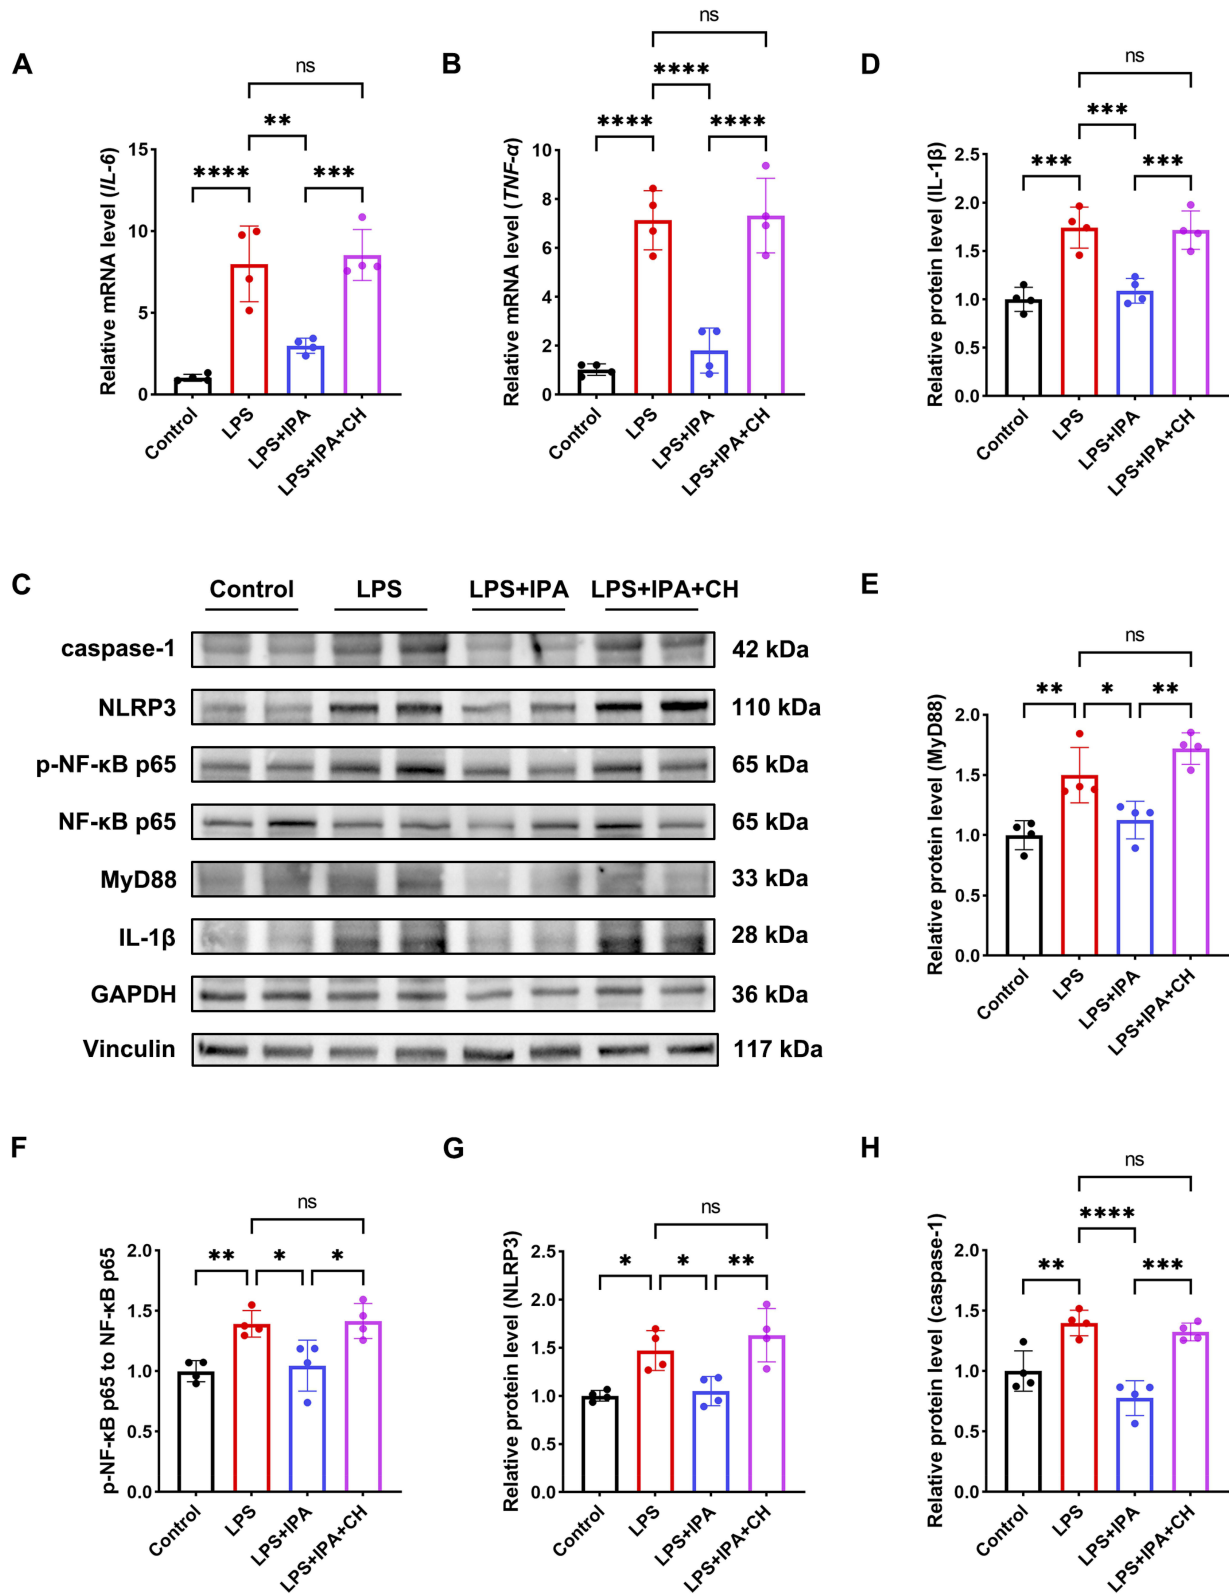 A
ns
**
**** ***
Relative mRNA level (IL-6)
15
10
5
0
Control
LPS
LPS+IPA
LPS+IPA+CH
B
ns
****
**** ****
Relative mRNA level (TNF-α)
10
8
6
4
2
0
Control
LPS
LPS+IPA
LPS+IPA+CH
D
ns
***
*** ***
Relative protein level (IL-1β)
2.5
2.0
1.5
1.0
0.5
0.0
Control
LPS
LPS+IPA
LPS+IPA+CH
C
Control LPS LPS+IPA LPS+IPA+CH
caspase-1 42 kDa
NLRP3 110 kDa
p-NF-κB p65 65 kDa
NF-κB p65 65 kDa
MyD88 33 kDa
IL-1β 28 kDa
GAPDH 36 kDa
Vinculin 117 kDa
E
ns
** * **
Relative protein level (MyD88)
2.0
1.5
1.0
0.5
0.0
Control
LPS
LPS+IPA
LPS+IPA+CH
F
ns
** * *
p-NF-κB p65 to NF-κB p65
2.0
1.5
1.0
0.5
0.0
Control
LPS
LPS+IPA
LPS+IPA+CH
G
ns
* * **
Relative protein level (NLRP3)
2.5
2.0
1.5
1.0
0.5
0.0
Control
LPS
LPS+IPA
LPS+IPA+CH
H
ns
****
** ***
Relative protein level (caspase-1)
2.0
1.5
1.0
0.5
0.0
Control
LPS
LPS+IPA
LPS+IPA+CH